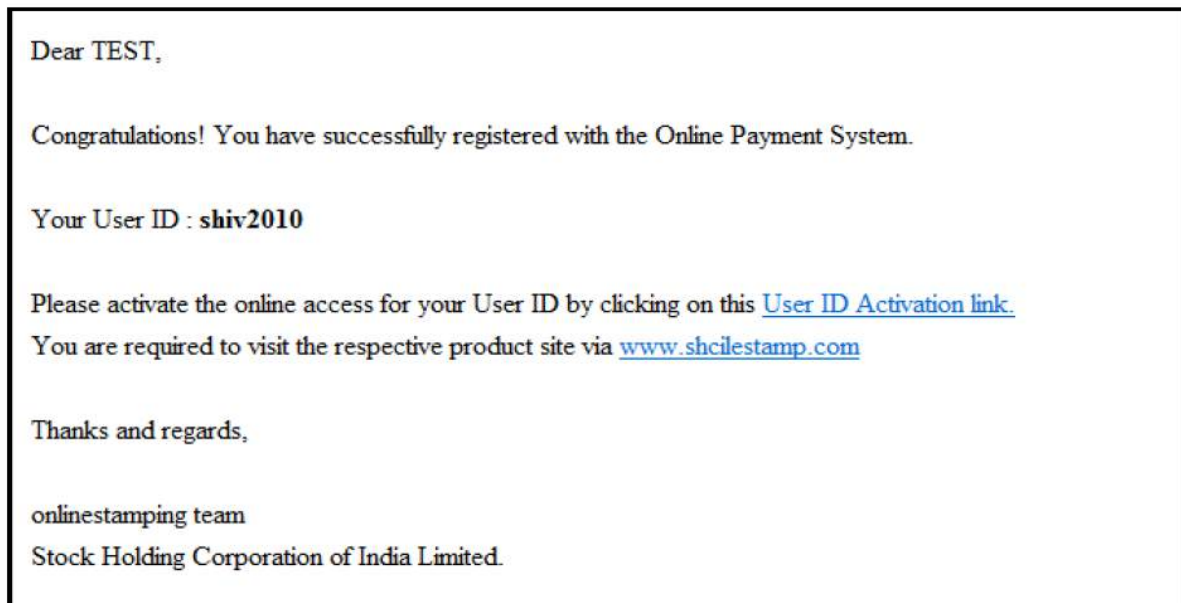 Dear TEST,
Congratulations! You have successfully registered with the Online Payment System.
Your User ID : shiv2010
Please activate the online access for your User ID by clicking on this User ID Activation link.
You are required to visit the respective product site via www.shcilestamp.com
Thanks and regards,
onlinestamping team
Stock Holding Corporation of India Limited.